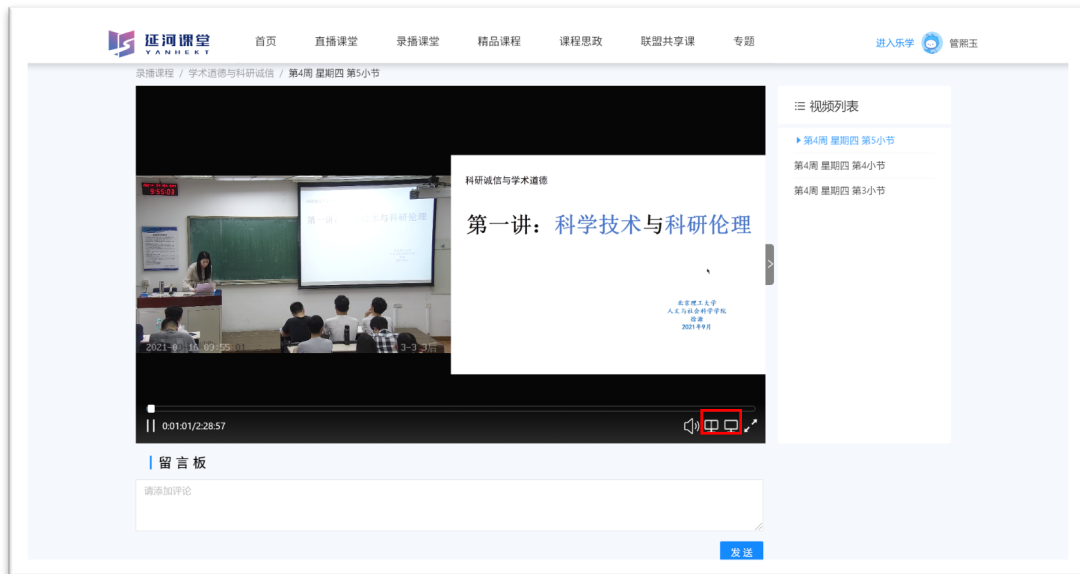 延河课堂
YANHEKT
首页 直播课堂 录播课堂 精品课程 课程思政 联盟共享课 专题
进入乐学 管熙玉
录播课程 / 学术道德与科研诚信 / 第4周 星期四 第5小节
视频列表
第4周 星期四 第5小节
第4周 星期四 第4小节
第4周 星期四 第3小节
科研诚信与学术道德
第一讲：科学技术与科研伦理
北京理工大学
人文与社会科学学院
2021年9月
9:55:03
3-3
0:01:01/2:28:57
留言板
请添加评论
发送